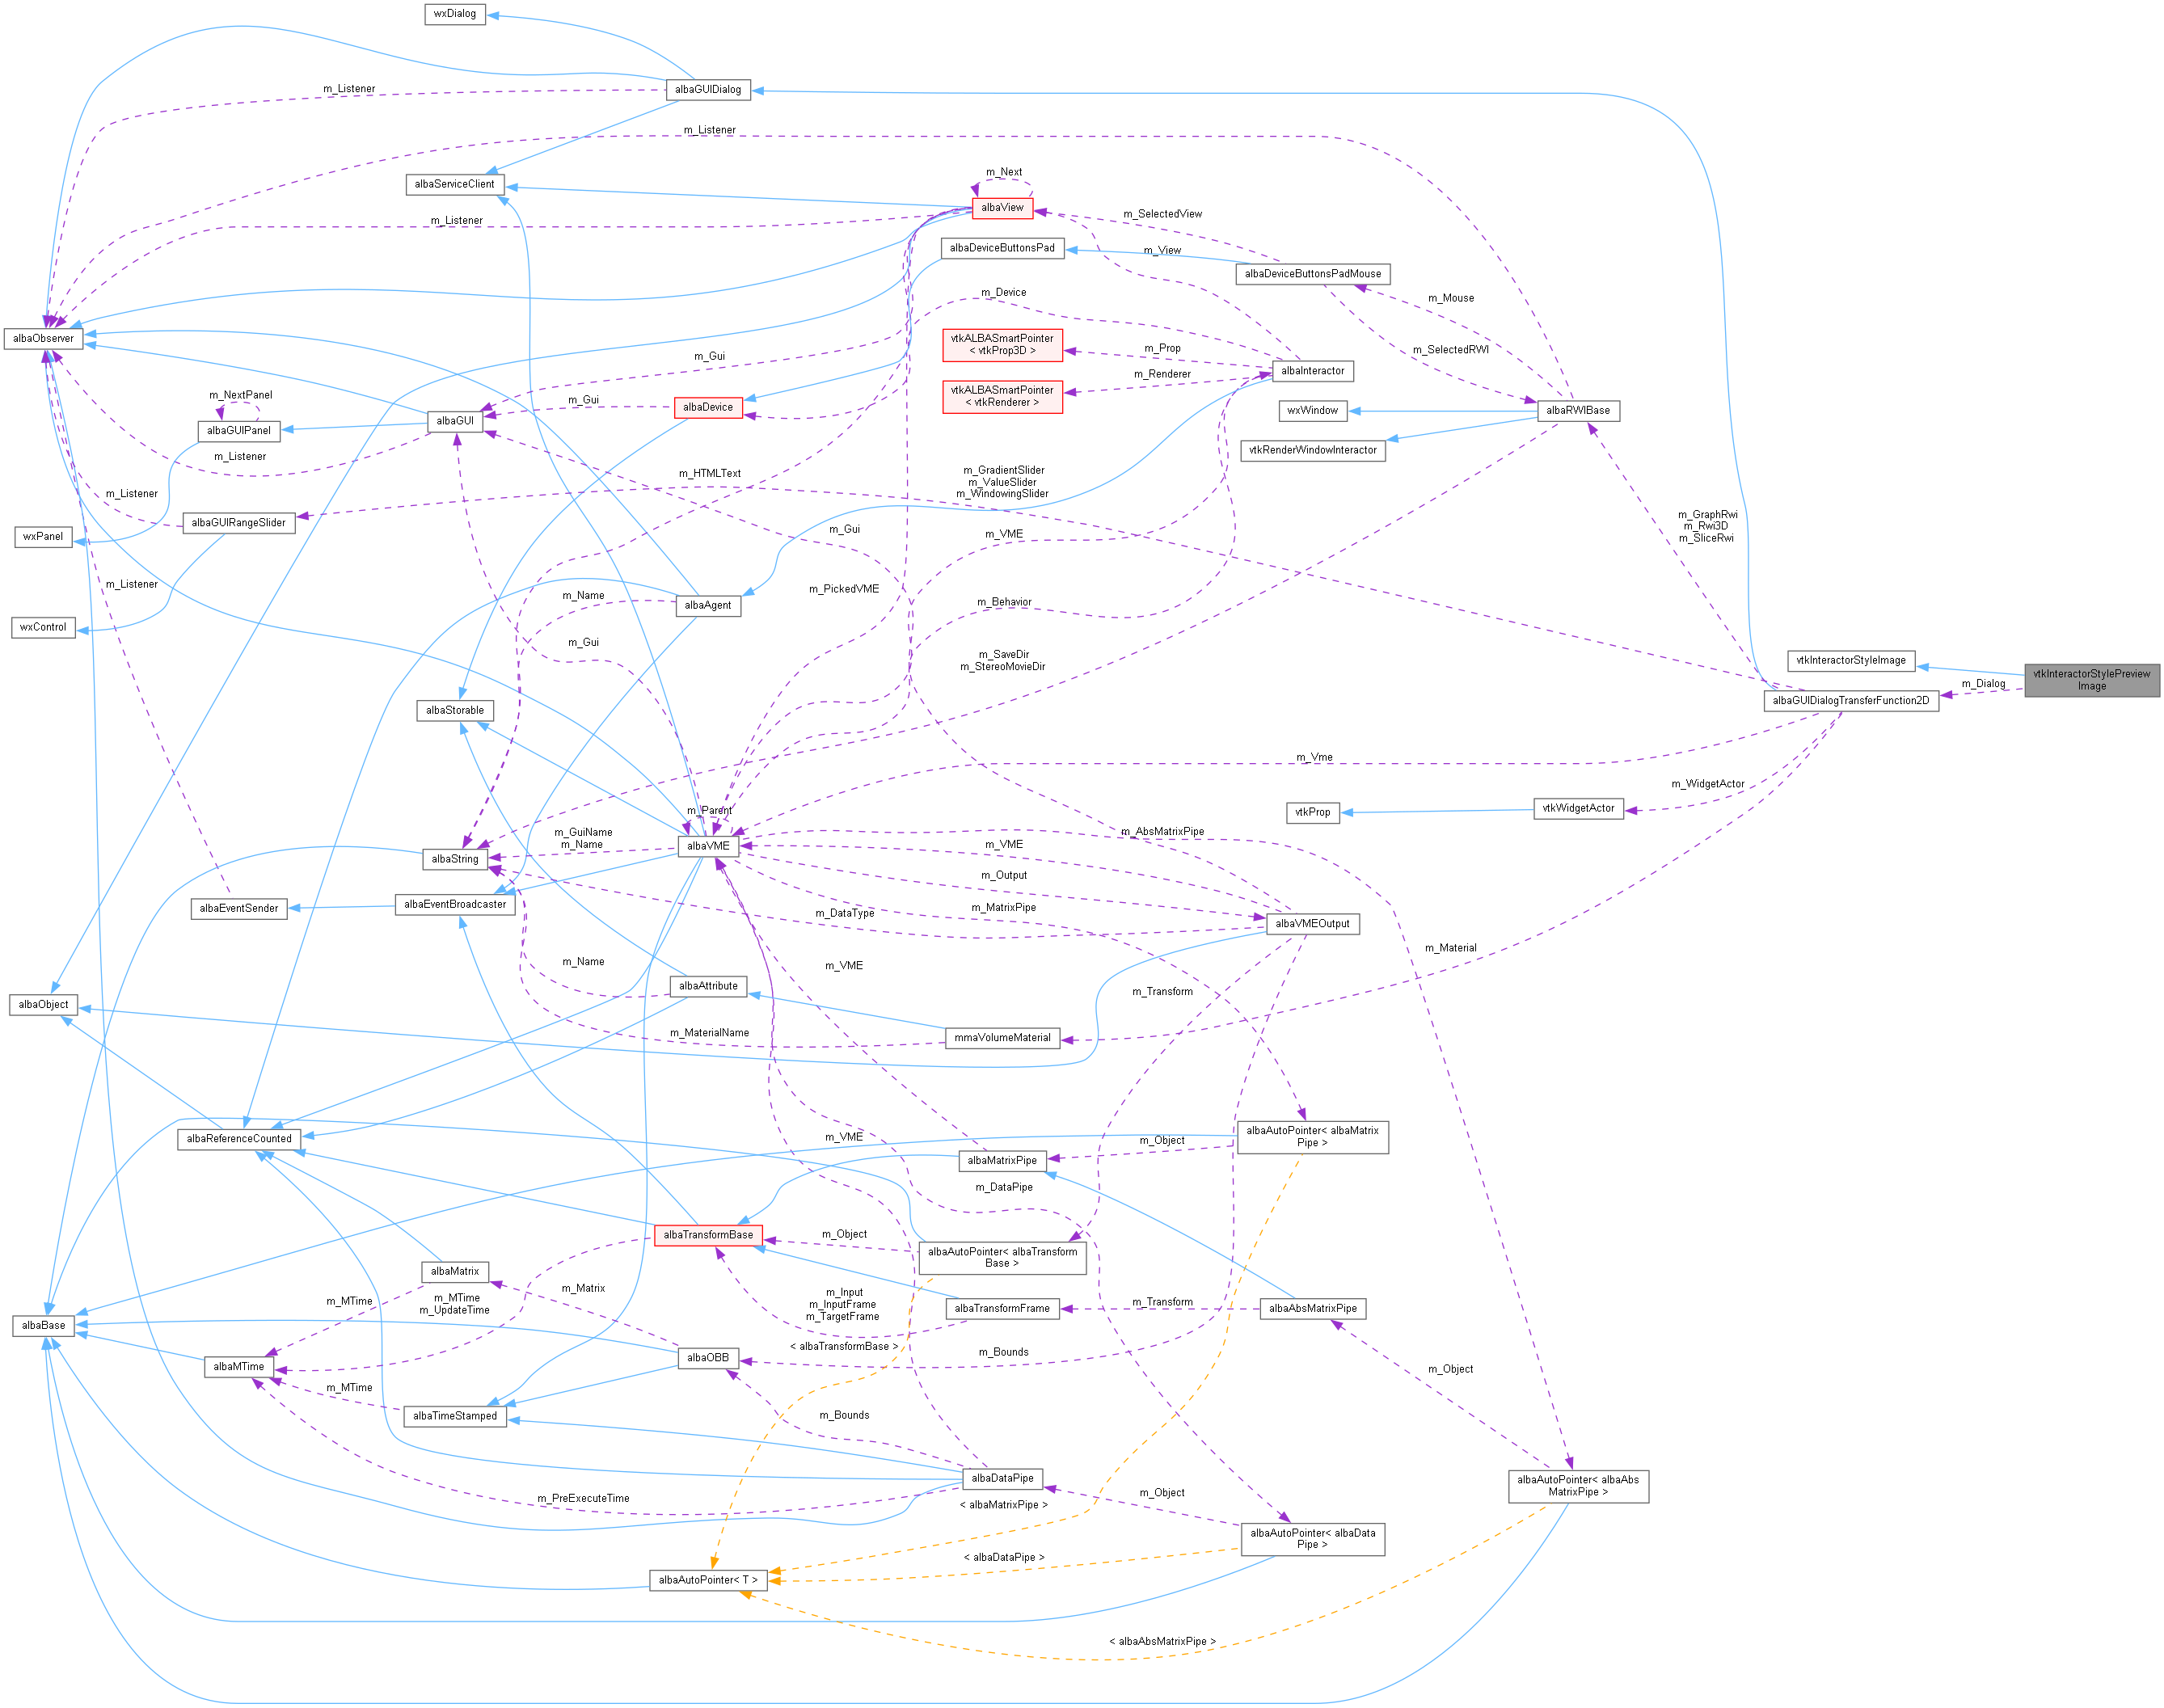 wxDialog
albaGUIDialog
m_Listener
m_Listener
m_Next
albaServiceClient
albaView
m_SelectedView
m_Listener
albaDeviceButtonsPad
m_View
albaDeviceButtonsPadMouse
m_Device
m_Mouse
albaObserver
vtkALBASmartPointer
< vtkProp3D >
m_Prop
m_SelectedRWI
m_Gui
albaInteractor
m_Renderer
m_NextPanel
vtkALBASmartPointer
< vtkRenderer >
m_Gui
albaDevice
wxWindow
albaRWIBase
albaGUIPanel
albaGUI
vtkRenderWindowInteractor
m_Listener
m_HTMLText
m_GradientSlider
m_ValueSlider
m_WindowingSlider
m_Listener
albaGUIRangeSlider
m_GraphRwi
m_Rwi3D
m_SliceRwi
wxPanel
m_Gui
m_VME
m_Listener
m_PickedVME
m_Name
albaAgent
m_Behavior
wxControl
m_Gui
m_SaveDir
m_StereoMovieDir
vtkInteractorStyleImage
vtkInteractorStylePreview
Image
m_Dialog
albaGUIDialogTransferFunction2D
albaStorable
m_Vme
m_WidgetActor
m_Parent
vtkProp
vtkWidgetActor
m_GuiName
m_Name
m_AbsMatrixPipe
albaVME
m_VME
albaString
m_Output
albaEventSender
albaEventBroadcaster
m_DataType
m_MatrixPipe
albaVMEOutput
m_Material
m_Name
m_VME
albaAttribute
m_Transform
albaObject
m_MaterialName
mmaVolumeMaterial
albaReferenceCounted
m_VME
albaAutoPointer< albaMatrix
Pipe >
m_Object
albaMatrixPipe
m_DataPipe
albaTransformBase
m_Object
albaAutoPointer< albaTransform
Base >
albaMatrix
m_Matrix
m_MTime
m_MTime
m_UpdateTime
m_Input
m_InputFrame
m_TargetFrame
albaTransformFrame
m_Transform
albaAbsMatrixPipe
albaBase
< albaTransformBase >
albaMTime
albaOBB
m_Bounds
m_Object
m_MTime
albaTimeStamped
m_Bounds
albaDataPipe
m_PreExecuteTime
< albaMatrixPipe >
m_Object
albaAutoPointer< albaAbs
MatrixPipe >
albaAutoPointer< albaData
Pipe >
< albaDataPipe >
albaAutoPointer< T >
< albaAbsMatrixPipe >